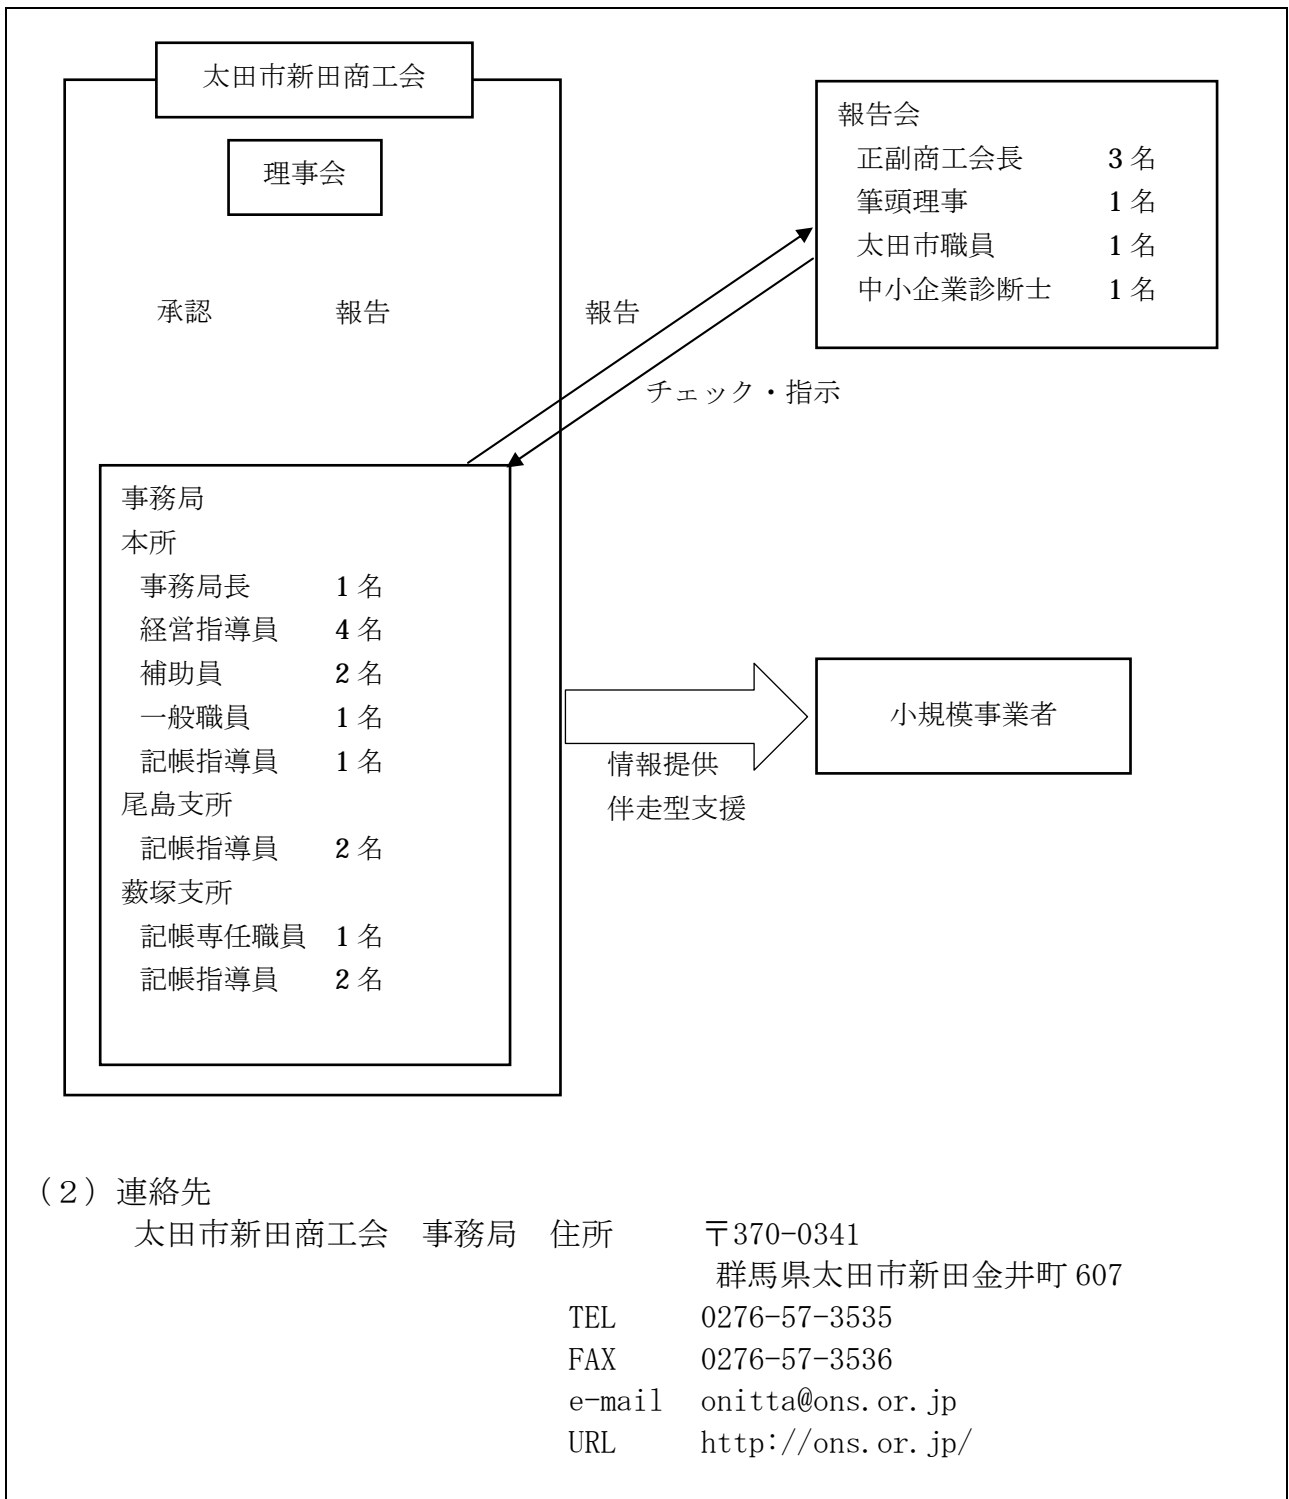 太田市新田商工会
理事会
承認 報告
報告
チェック・指示
報告会
正副商工会長 3名
筆頭理事 1名
太田市職員 1名
中小企業診断士 1名
事務局
本所
事務局長 1名
経営指導員 4名
補助員 2名
一般職員 1名
記帳指導員 1名
尾島支所
記帳指導員 2名
薮塚支所
記帳専任職員 1名
記帳指導員 2名
情報提供
伴走型支援
小規模事業者
（２）連絡先
太田市新田商工会 事務局 住所 〒370-0341
群馬県太田市新田金井町 607
TEL 0276-57-3535
FAX 0276-57-3536
e-mail onitta@ons.or.jp
URL http://ons.or.jp/